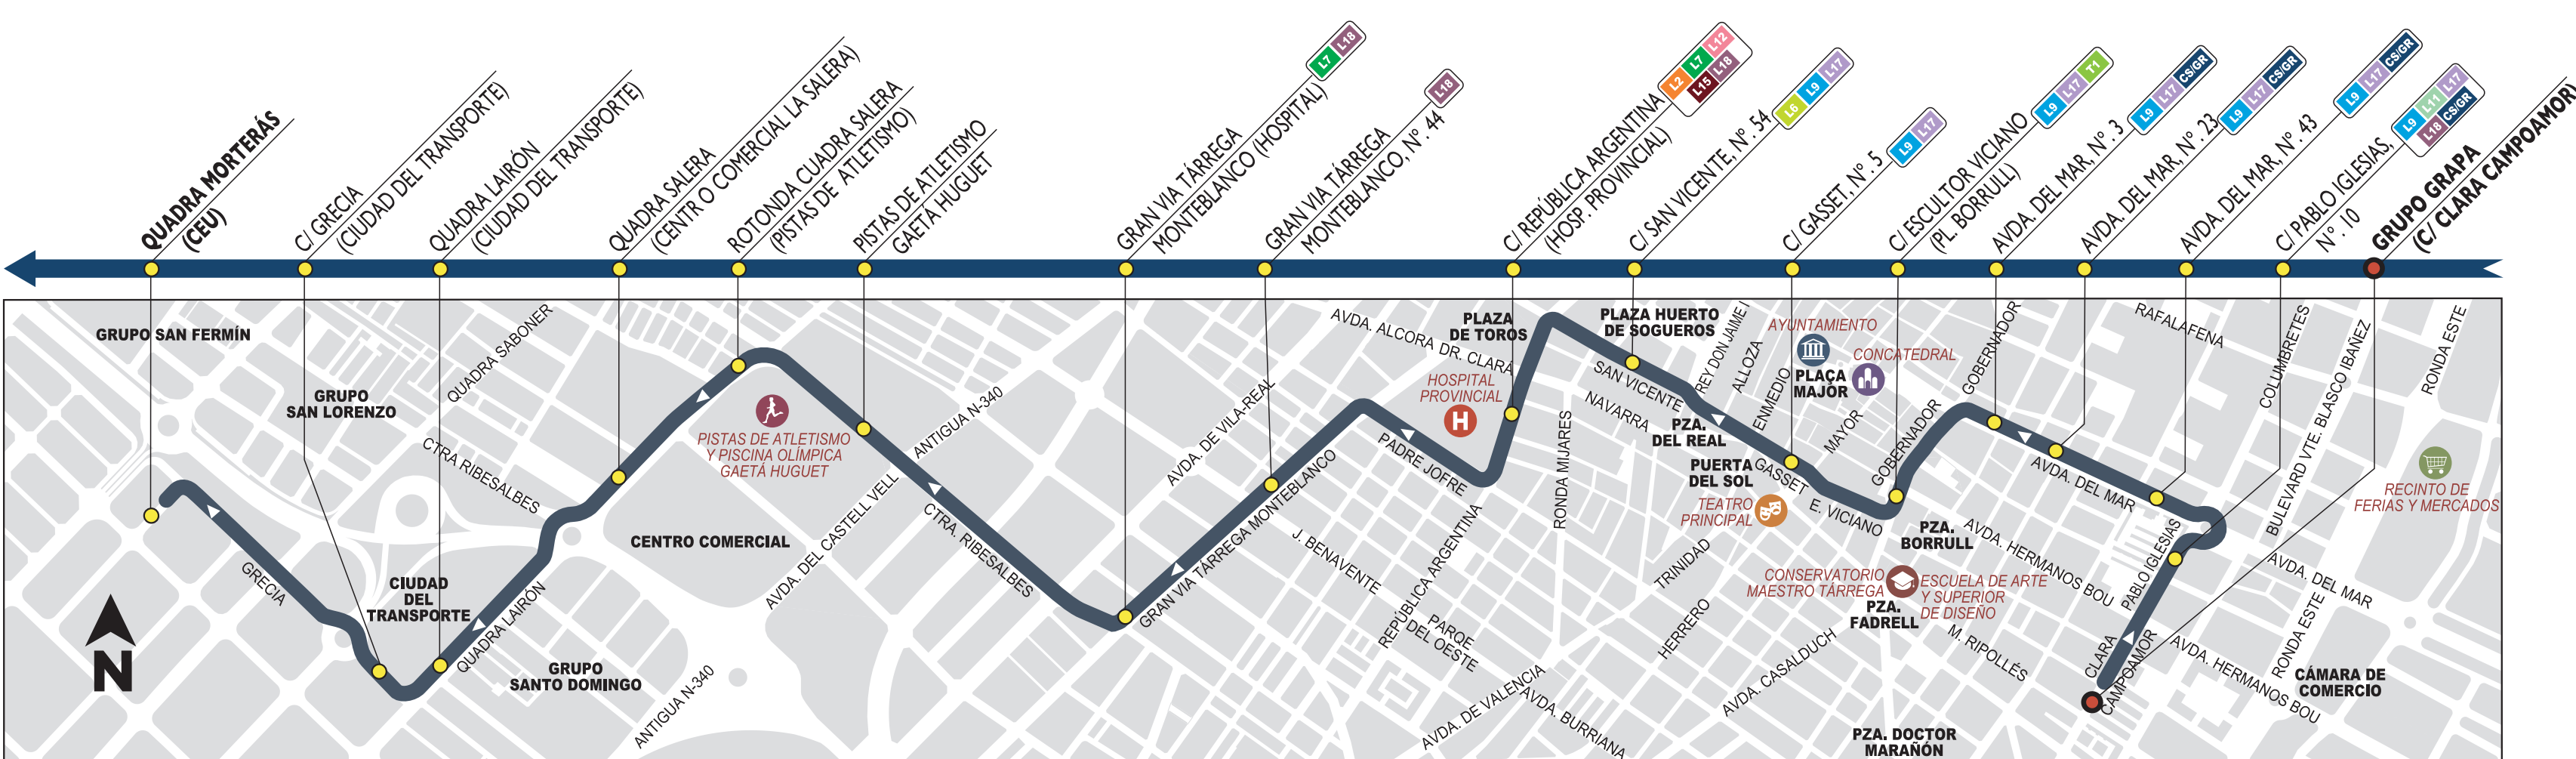 QUADRA MORTERÁS
(CEU)
C/ GRECIA
(CIUDAD DEL TRANSPORTE)
QUADRA LAIRÓN
(CIUDAD DEL TRANSPORTE)
QUADRA SALERA
(CENTRO COMERCIAL LA SALERA)
ROTONDA CUADRA SALERA
(PISTAS DE ATLETISMO)
PISTAS DE ATLETISMO
GAETÀ HUGUET
GRAN VIA TÁRREGA
MONTEBLANCO (HOSPITAL)
L7 L18
GRAN VIA TÁRREGA
MONTEBLANCO, Nº. 44
L18
C/ REPÚBLICA ARGENTINA
(HOSP. PROVINCIAL)
L2 L7 L12
L15 L18
C/ SAN VICENTE, Nº. 54
L6 L9 L17
C/ GASSET, Nº. 5
L9 L17
C/ ESCULTOR VICIANO
(PL. BORRULL)
L9 L17 T1
AVDA. DEL MAR, Nº. 3
L9 L17 CS/GR
AVDA. DEL MAR, Nº. 23
L9 L17 CS/GR
AVDA. DEL MAR, Nº. 43
L9 L17 CS/GR
C/ PABLO IGLESIAS,
Nº. 10
L9 L11 L17
L18 CS/GR
GRUPO GRAPA
(C/ CLARA CAMPOAMOR)
GRUPO SAN FERMÍN
GRUPO
SAN LORENZO
QUADRA SABONER
CTRA RIBESALBES
GRECIA
CIUDAD
DEL
TRANSPORTE
QUADRA LAIRÓN
GRUPO
SANTO DOMINGO
N
CENTRO COMERCIAL
PISTAS DE ATLETISMO
Y PISCINA OLÍMPICA
GAETÁ HUGUET
ANTIGUA N-340
AVDA. DEL CASTELL VELL
ANTIGUA N-340
CTRA. RIBESALBES
AVDA. DE VILA-REAL
GRAN VIA TÁRREGA MONTEBLANCO
AVDA. ALCORA
DR. CLARÁ
PLAZA
DE TOROS
HOSPITAL
PROVINCIAL
H
PADRE JOFRE
J. BENAVENTE
REPÚBLICA ARGENTINA
PARQE
DEL OESTE
AVDA. DE VALENCIA
AVDA. BURRIANA
RONDA MIJARES
PLAZA HUERTO
DE SOGUEROS
SAN VICENTE
NAVARRA
REY DON JAIME I
ALLOZA
ENMEDIO
PZA.
DEL REAL
PUERTA
DEL SOL
TEATRO
PRINCIPAL
AYUNTAMIENTO
PLAÇA
MAJOR
CONCATEDRAL
MAYOR
GASSET
E. VICIANO
GOBERNADOR
GOBERNADOR
TRINIDAD
HERRERO
CONSERVATORIO
MAESTRO TÁRREGA
ESCUELA DE ARTE
Y SUPERIOR
DE DISEÑO
PZA.
FADRELL
PZA.
BORRULL
AVDA. HERMANOS BOU
AVDA. CASALDUCH
M. RIPOLLÉS
PZA. DOCTOR
MARAÑÓN
AVDA. DEL MAR
PABLO IGLESIAS
CLARA
CAMPOAMOR
RAFALAFENA
COLUMBRETES
BULEVARD VTE. BLASCO IBAÑEZ
RONDA ESTE
RECINTO DE
FERIAS Y MERCADOS
AVDA. DEL MAR
RONDA ESTE
AVDA. HERMANOS BOU
CÁMARA DE
COMERCIO